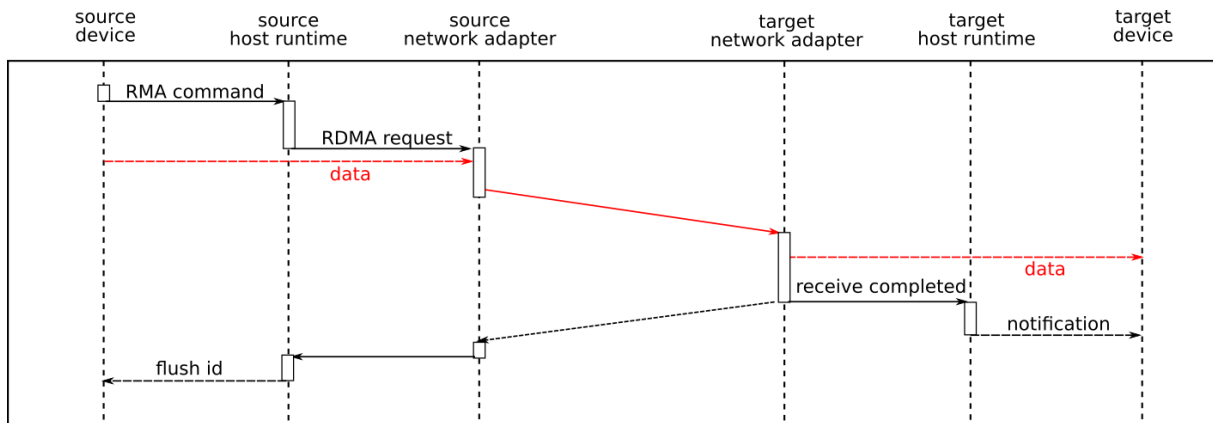 source
device
source
host runtime
source
network adapter
target
network adapter
target
host runtime
target
device
RMA command
RDMA request
data
data
receive completed
notification
flush id